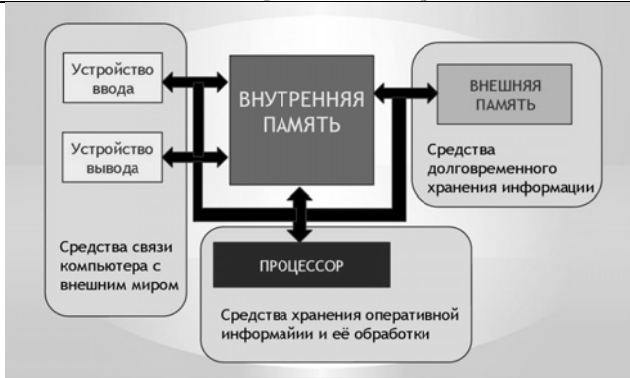 Устройство
ввода
Устройство
вывода
Средства связи
компьютера с
внешним миром
ВНУТРЕННЯЯ
ПАМЯТЬ
ВНЕШНЯЯ
ПАМЯТЬ
Средства
долговременного
хранения информации
ПРОЦЕССОР
Средства хранения оперативной
информайии и её обработки